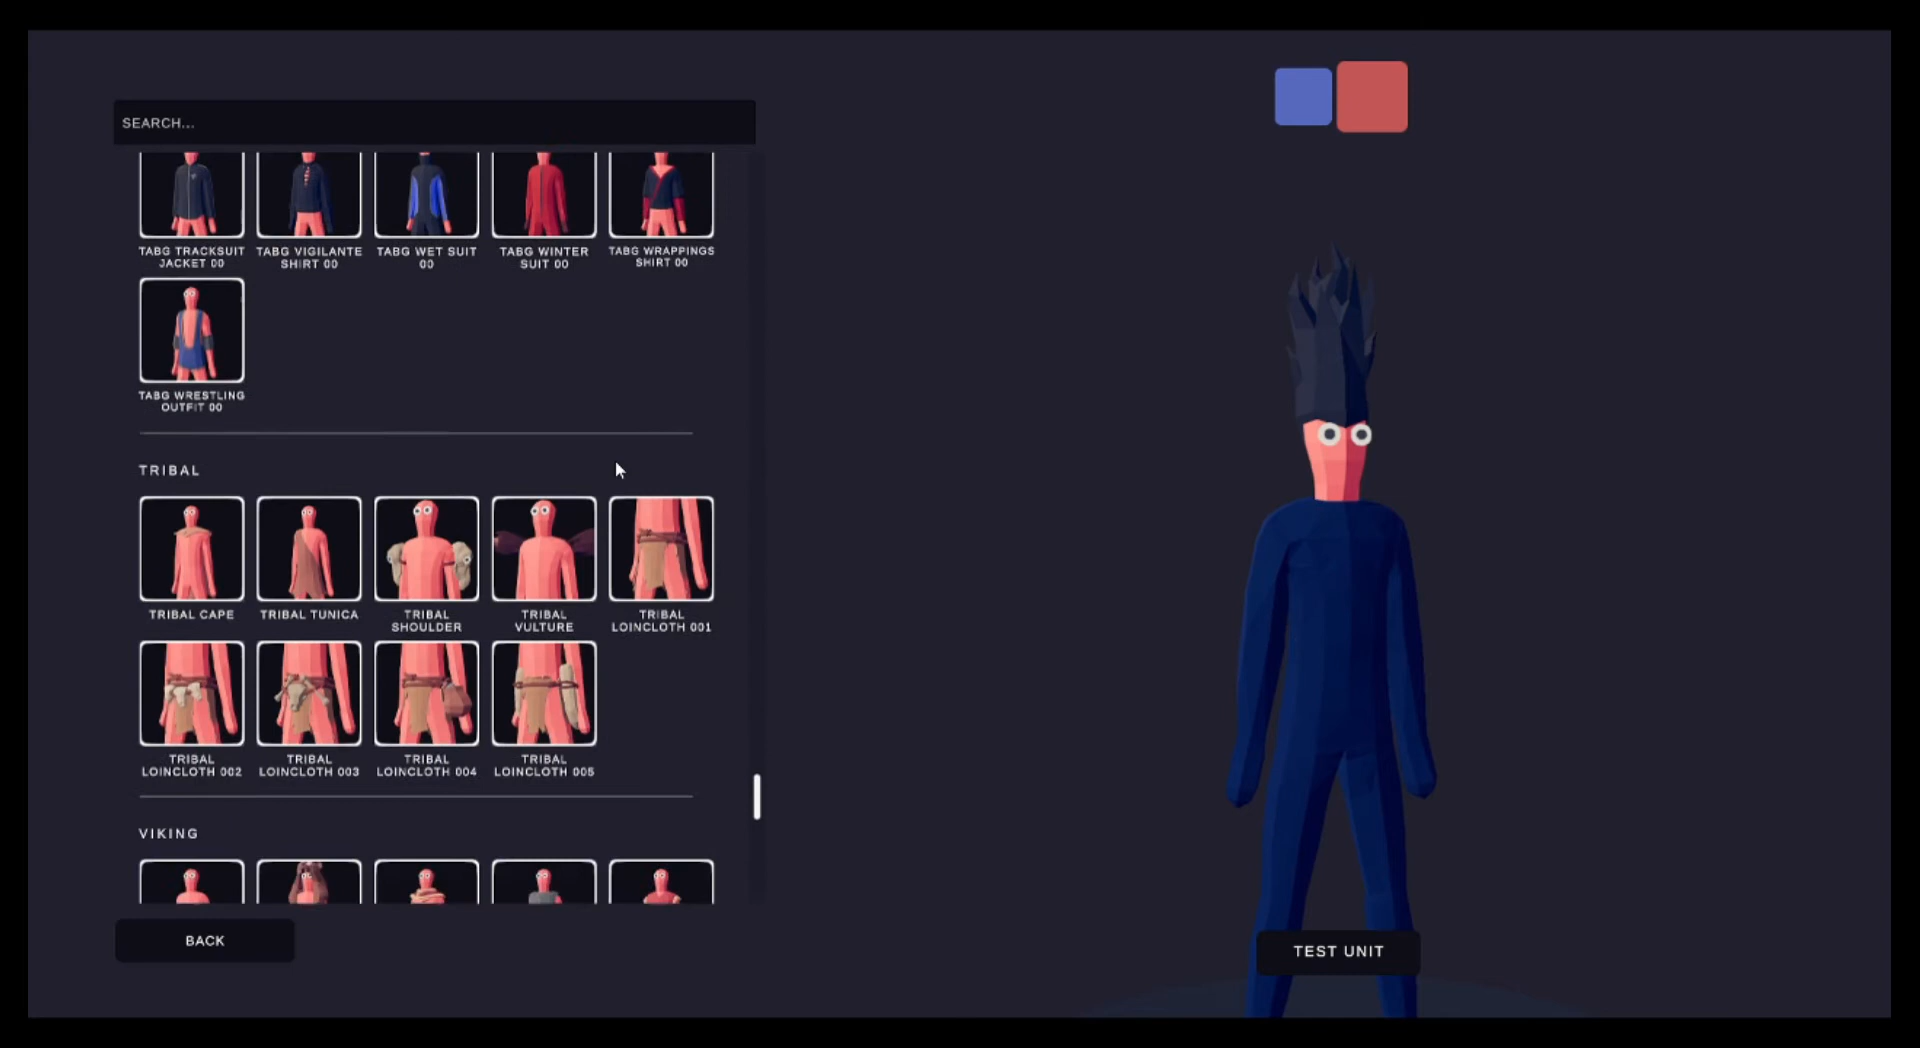 SEARCH...
TABG TRACKSUIT
JACKET 00
TABG VIGILANTE
SHIRT 00
TABG WET SUIT
00
TABG WINTER
SUIT 00
TABG WRAPPINGS
SHIRT 00
TABG WRESTLING
OUTFIT 00
TRIBAL
TRIBAL CAPE
TRIBAL TUNICA
TRIBAL
SHOULDER
TRIBAL
VULTURE
TRIBAL
LOINCLOTH 001
TRIBAL
LOINCLOTH 002
TRIBAL
LOINCLOTH 003
TRIBAL
LOINCLOTH 004
TRIBAL
LOINCLOTH 005
VIKING
BACK
TEST UNIT